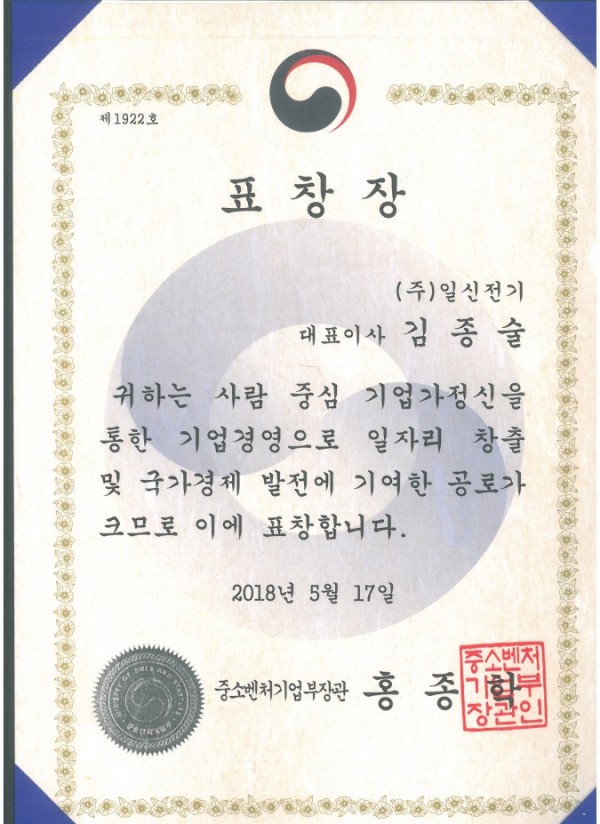 제1922호
표 창 장
(주)일신전기
대표이사 김 종 술
귀하는 사람 중심 기업가정신을
통한 기업경영으로 일자리 창출
및 국가경제 발전에 기여한 공로가
크므로 이에 표창합니다.
2018년 5월 17일
중소벤처기업부장관 홍 종 학
중소벤처
기업부
장관인